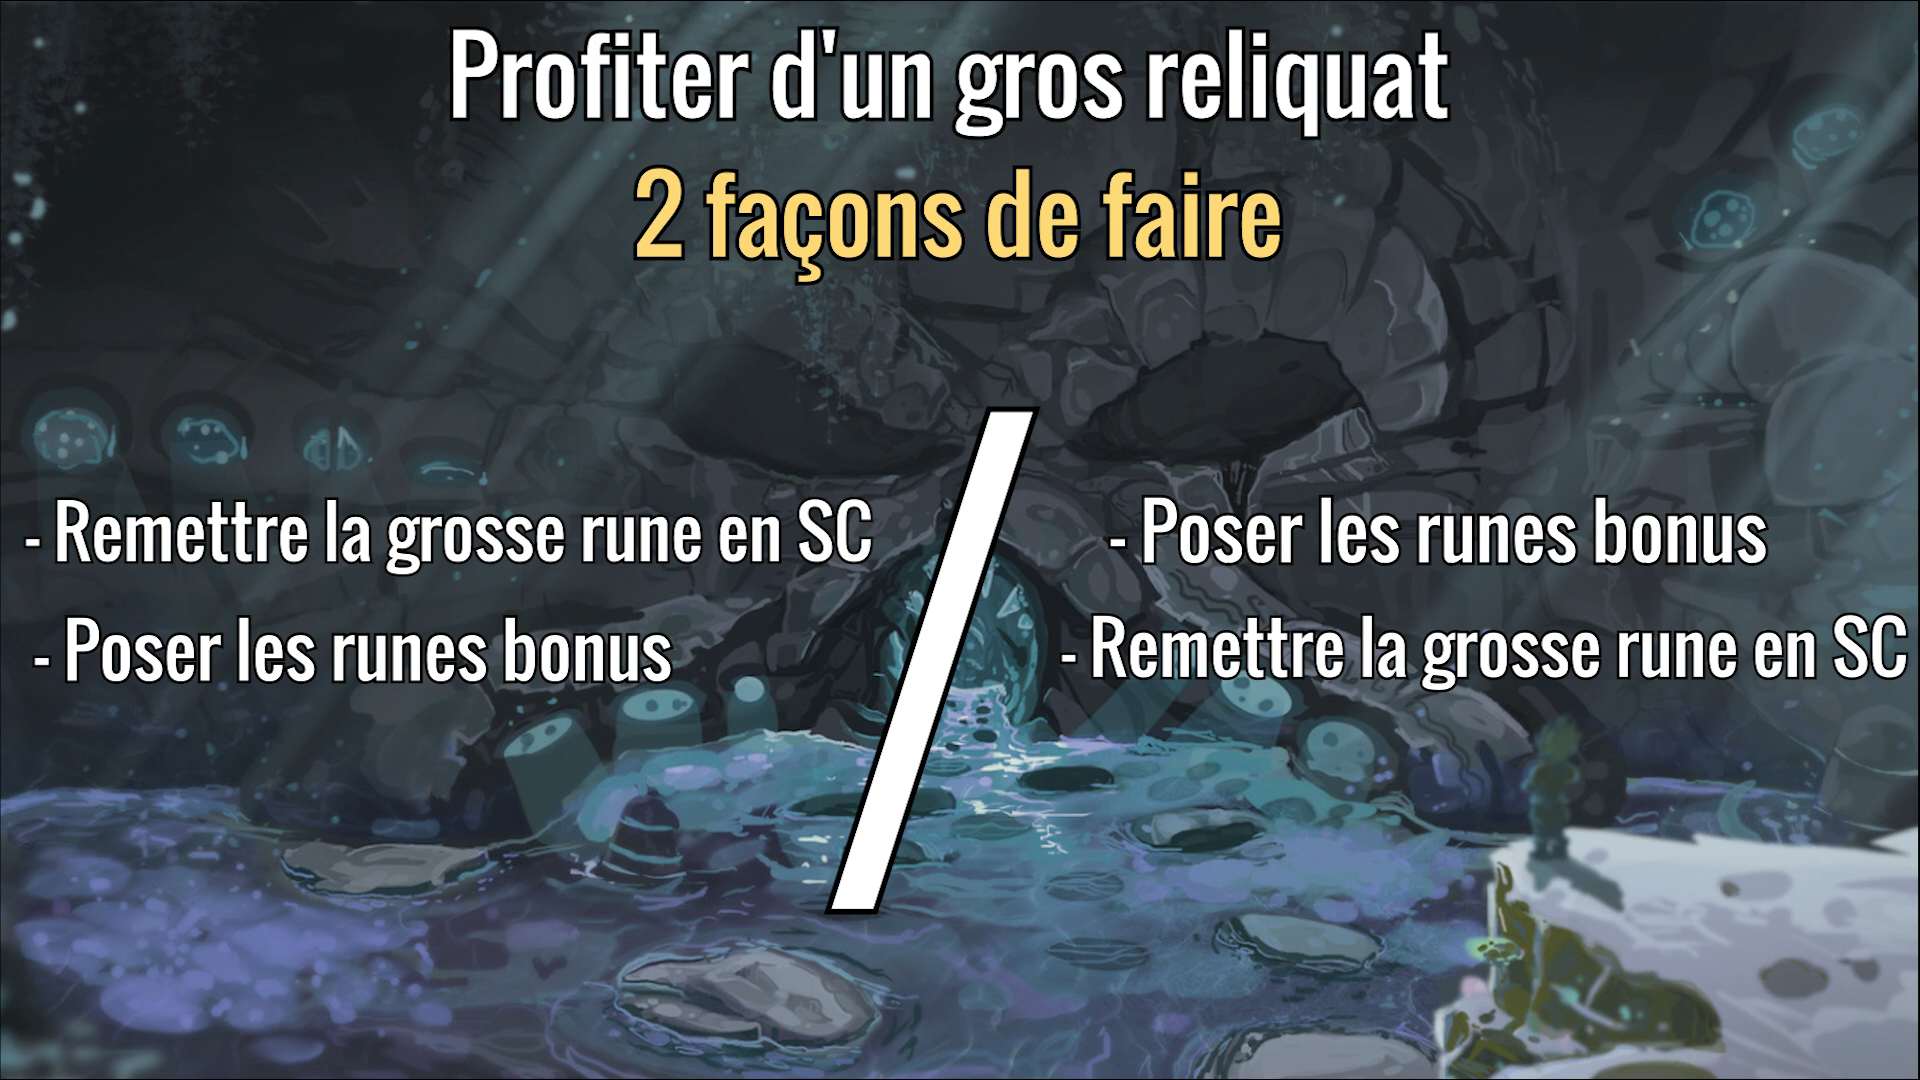 Profiter d'un gros reliquat
2 façons de faire
- Remettre la grosse rune en SC
- Poser les runes bonus
- Poser les runes bonus
- Remettre la grosse rune en SC